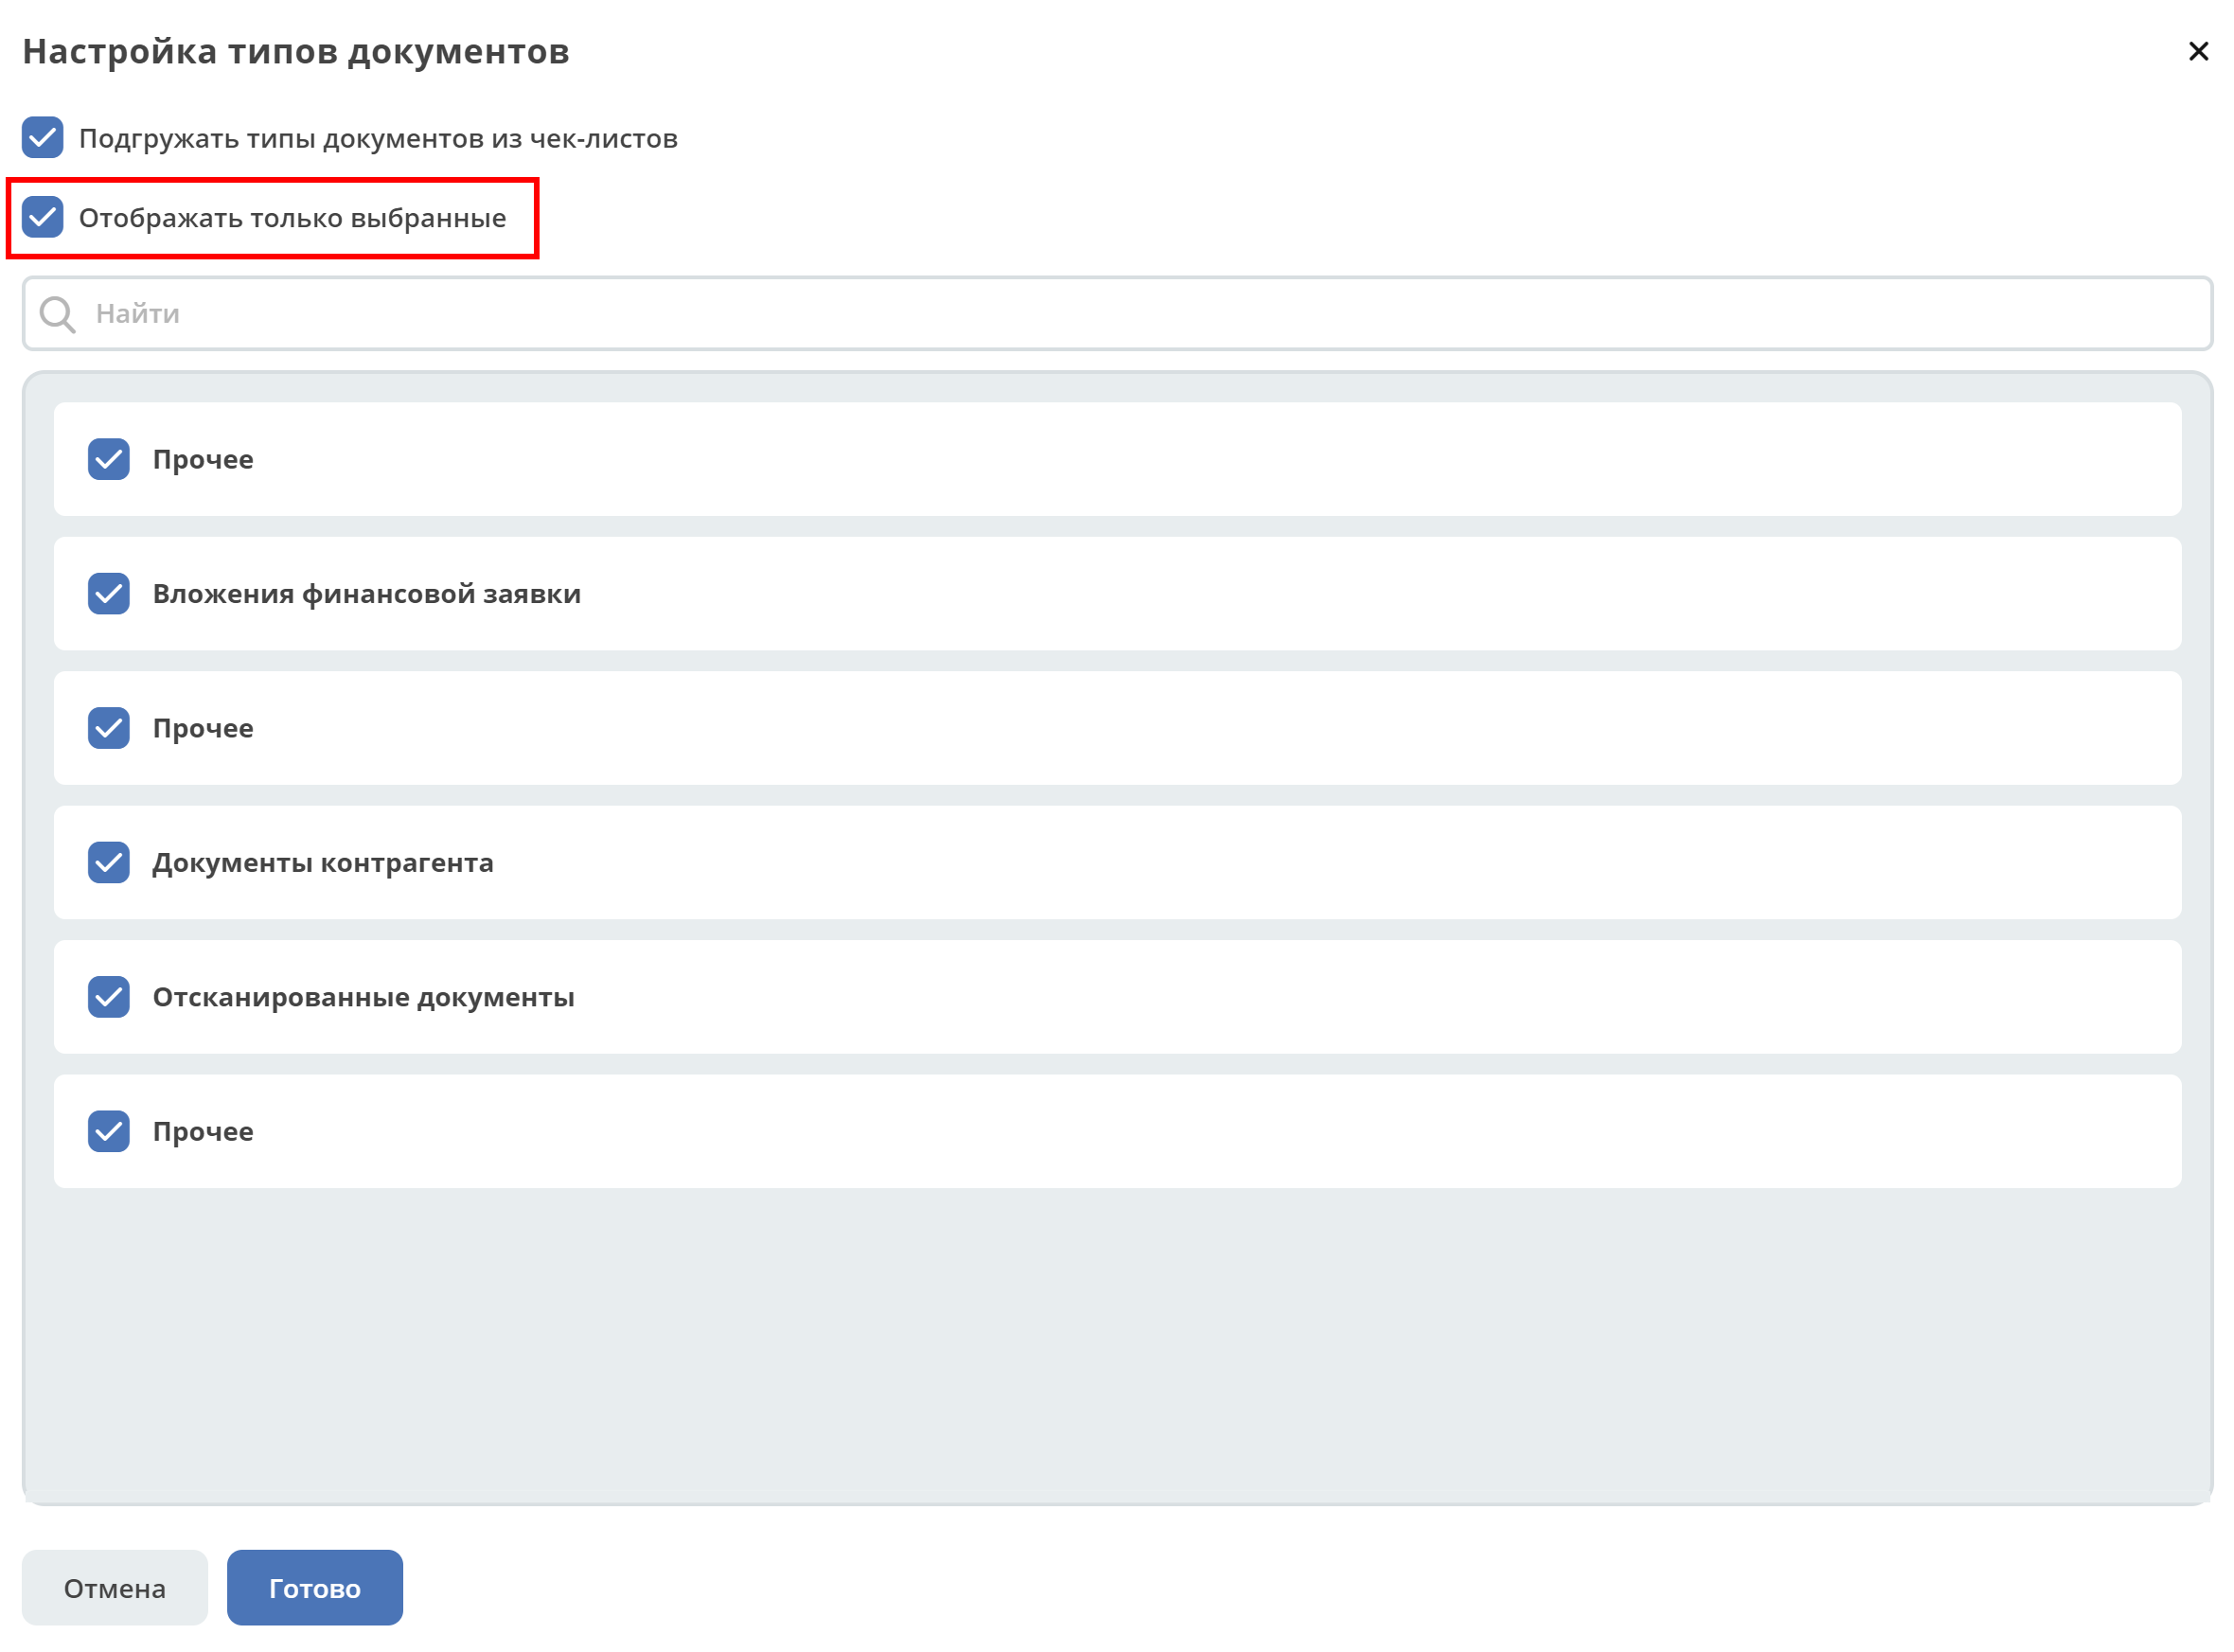 Настройка типов документов
Подгружать типы документов из чек-листов
Отображать только выбранные
Найти
Прочее
Вложения финансовой заявки
Прочее
Документы контрагента
Отсканированные документы
Прочее
Отмена
Готово